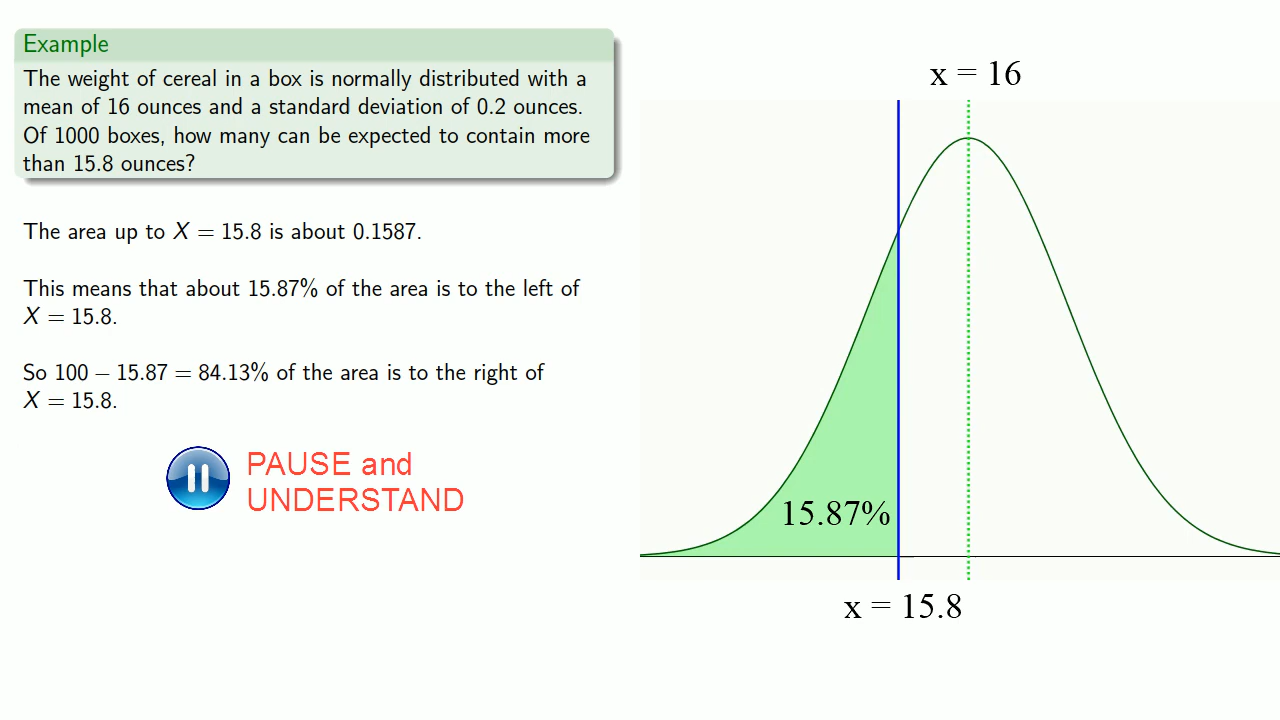 Example
The weight of cereal in a box is normally distributed with a
mean of 16 ounces and a standard deviation of 0.2 ounces.
Of 1000 boxes, how many can be expected to contain more
than 15.8 ounces?
The area up to X = 15.8 is about 0.1587.
This means that about 15.87% of the area is to the left of
X = 15.8.
So 100 − 15.87 = 84.13% of the area is to the right of
X = 15.8.
PAUSE and
UNDERSTAND
x = 16
15.87%
x = 15.8